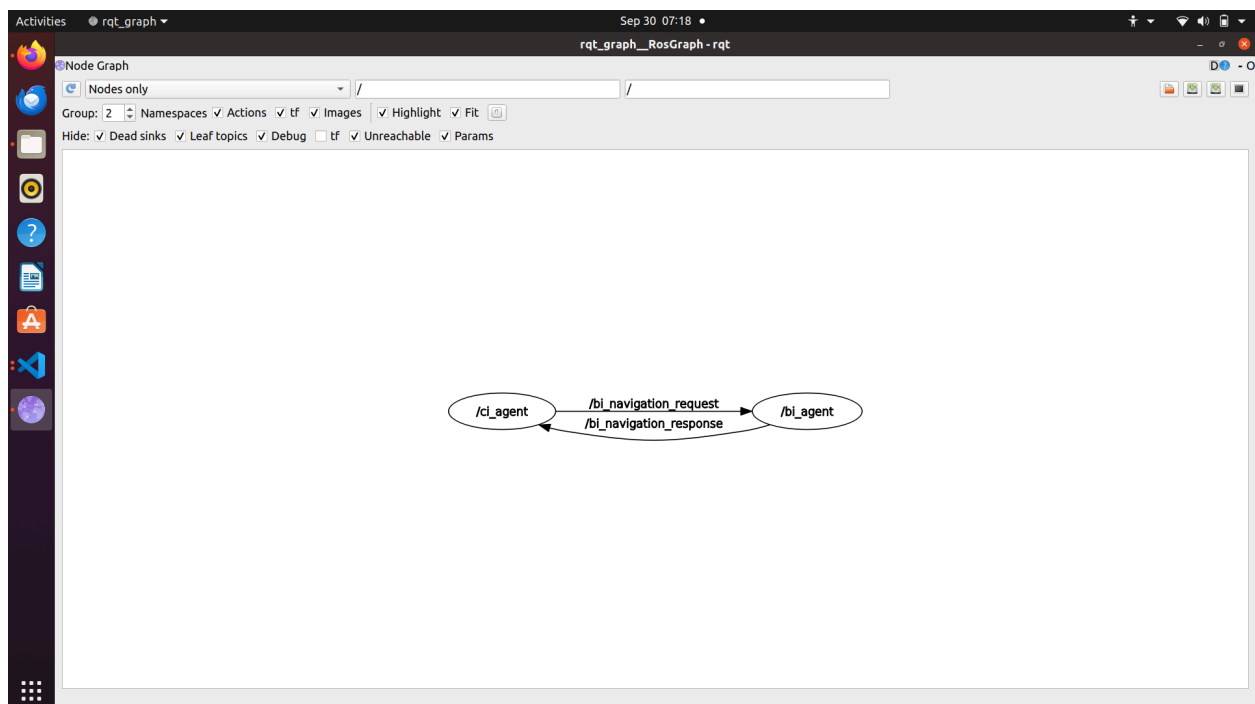 Activities rqt_graph Sep 30 07:18
rqt_graph__RosGraph - rqt
Node Graph D? - O
Nodes only / /
Group: 2 Namespaces Actions tf Images Highlight Fit
Hide: Dead sinks Leaf topics Debug tf Unreachable Params
/ci_agent /bi_navigation_request /bi_agent
/bi_navigation_response